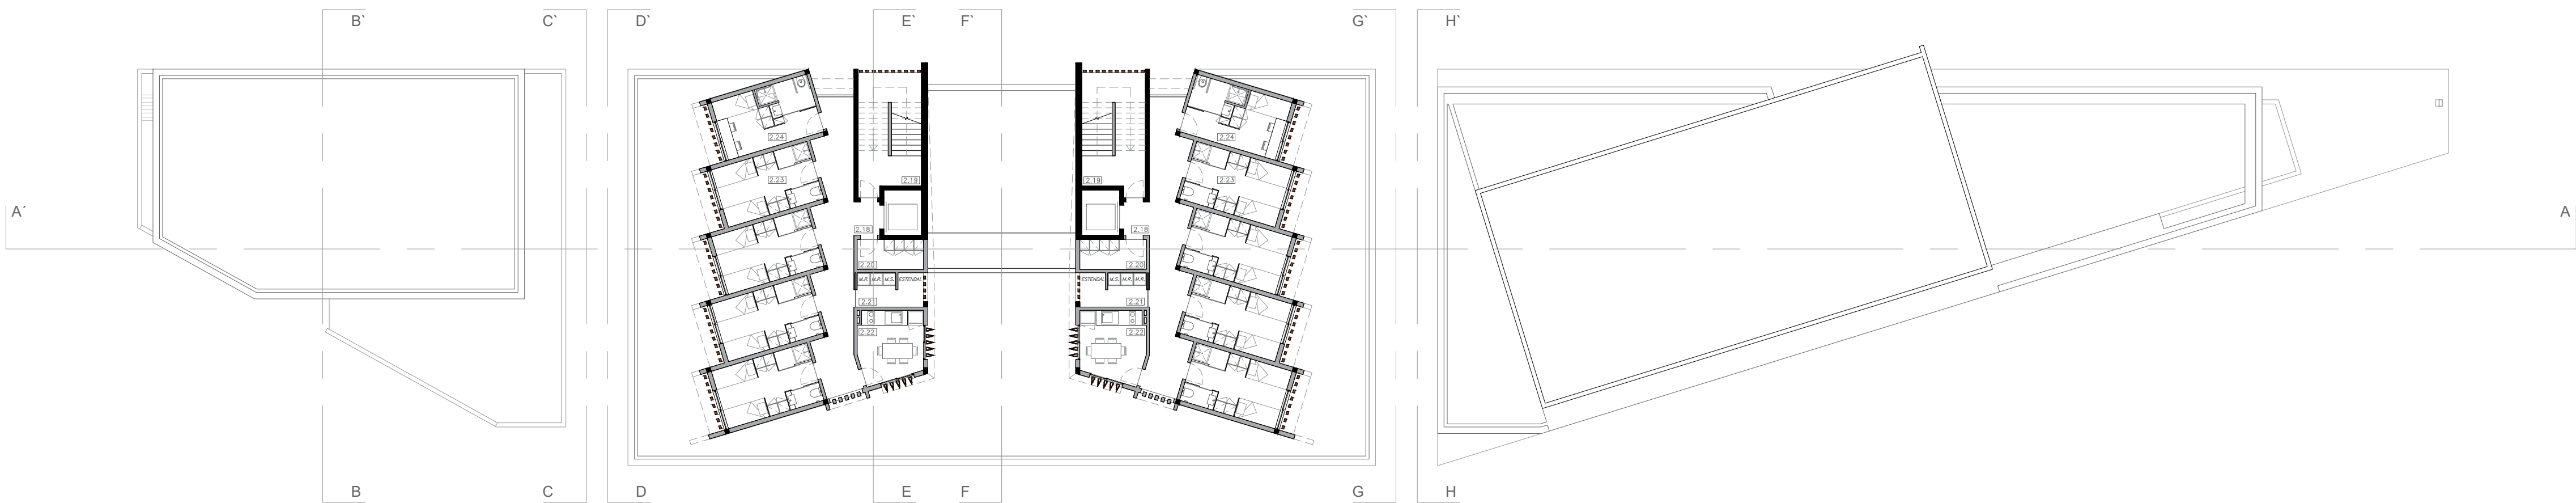 B` C` D` E` F` G` H`
2.24 2.24
2.23 2.19 2.19 2.23
A´ A
2.18 2.18
2.20 2.20
M.R. M.R. M.S. ESTENDAL ESTENDAL M.S. M.R. M.R.
2.21 2.21
2.22 2.22
B C D E F G H